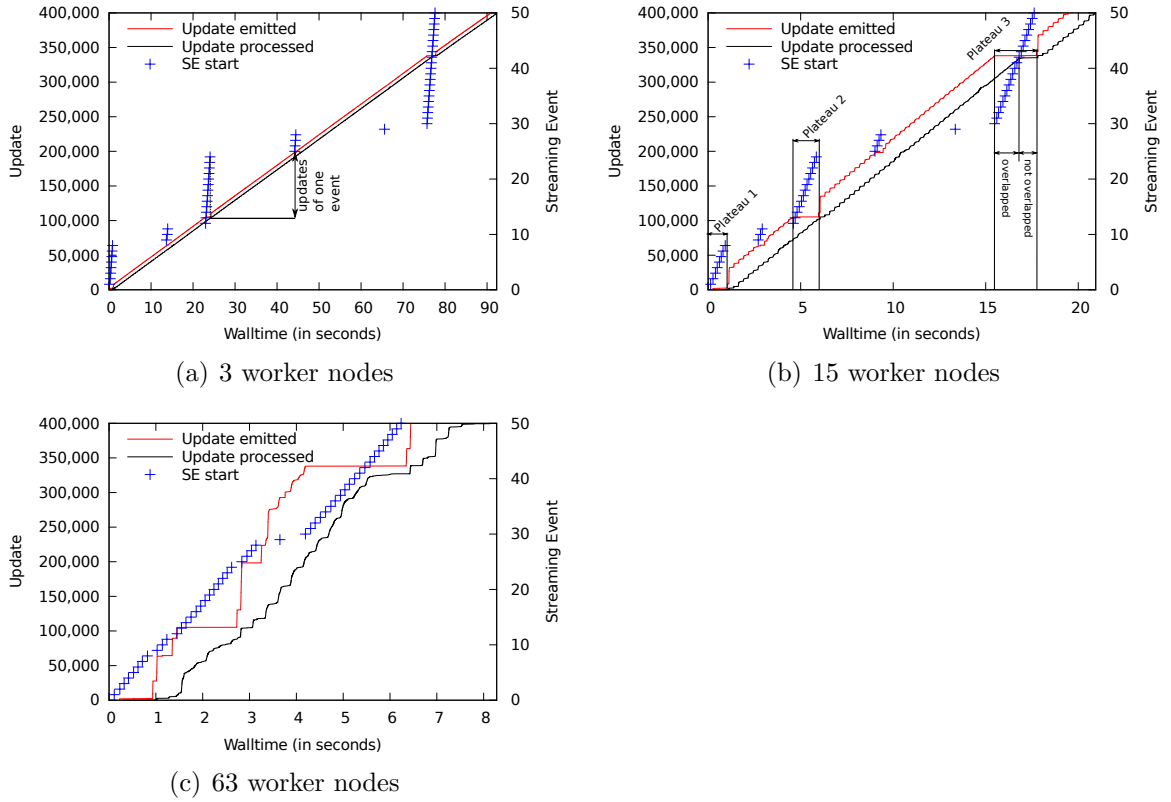 400,000
350,000
300,000
250,000
200,000
150,000
100,000
50,000
0
Update
Update emitted
Update processed
SE start
updates
of one
event
50
40
30
20
10
0
Streaming Event
0 10 20 30 40 50 60 70 80 90
Walltime (in seconds)
(a) 3 worker nodes
400,000
350,000
300,000
250,000
200,000
150,000
100,000
50,000
0
Update
Update emitted
Update processed
SE start
Plateau 1
Plateau 2
Plateau 3
overlapped
not overlapped
50
40
30
20
10
0
Streaming Event
0 5 10 15 20
Walltime (in seconds)
(b) 15 worker nodes
400,000
350,000
300,000
250,000
200,000
150,000
100,000
50,000
0
Update
Update emitted
Update processed
SE start
50
40
30
20
10
0
Streaming Event
0 1 2 3 4 5 6 7 8
Walltime (in seconds)
(c) 63 worker nodes